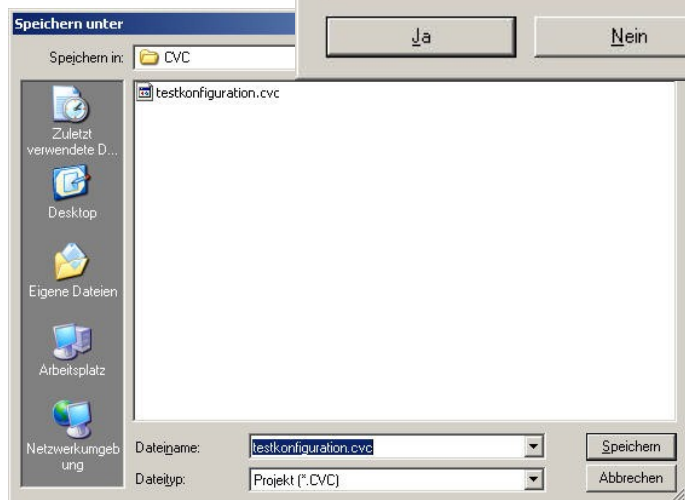 Speichern unter
Ja
Nein
Speichern in:
CVC
testkonfiguration.cvc
Zuletzt
verwendete D...
Desktop
Eigene Dateien
Arbeitsplatz
Netzwerkumgeb
ung
Dateiname:
testkonfiguration.cvc
Speichern
Dateityp:
Projekt (*.CVC)
Abbrechen